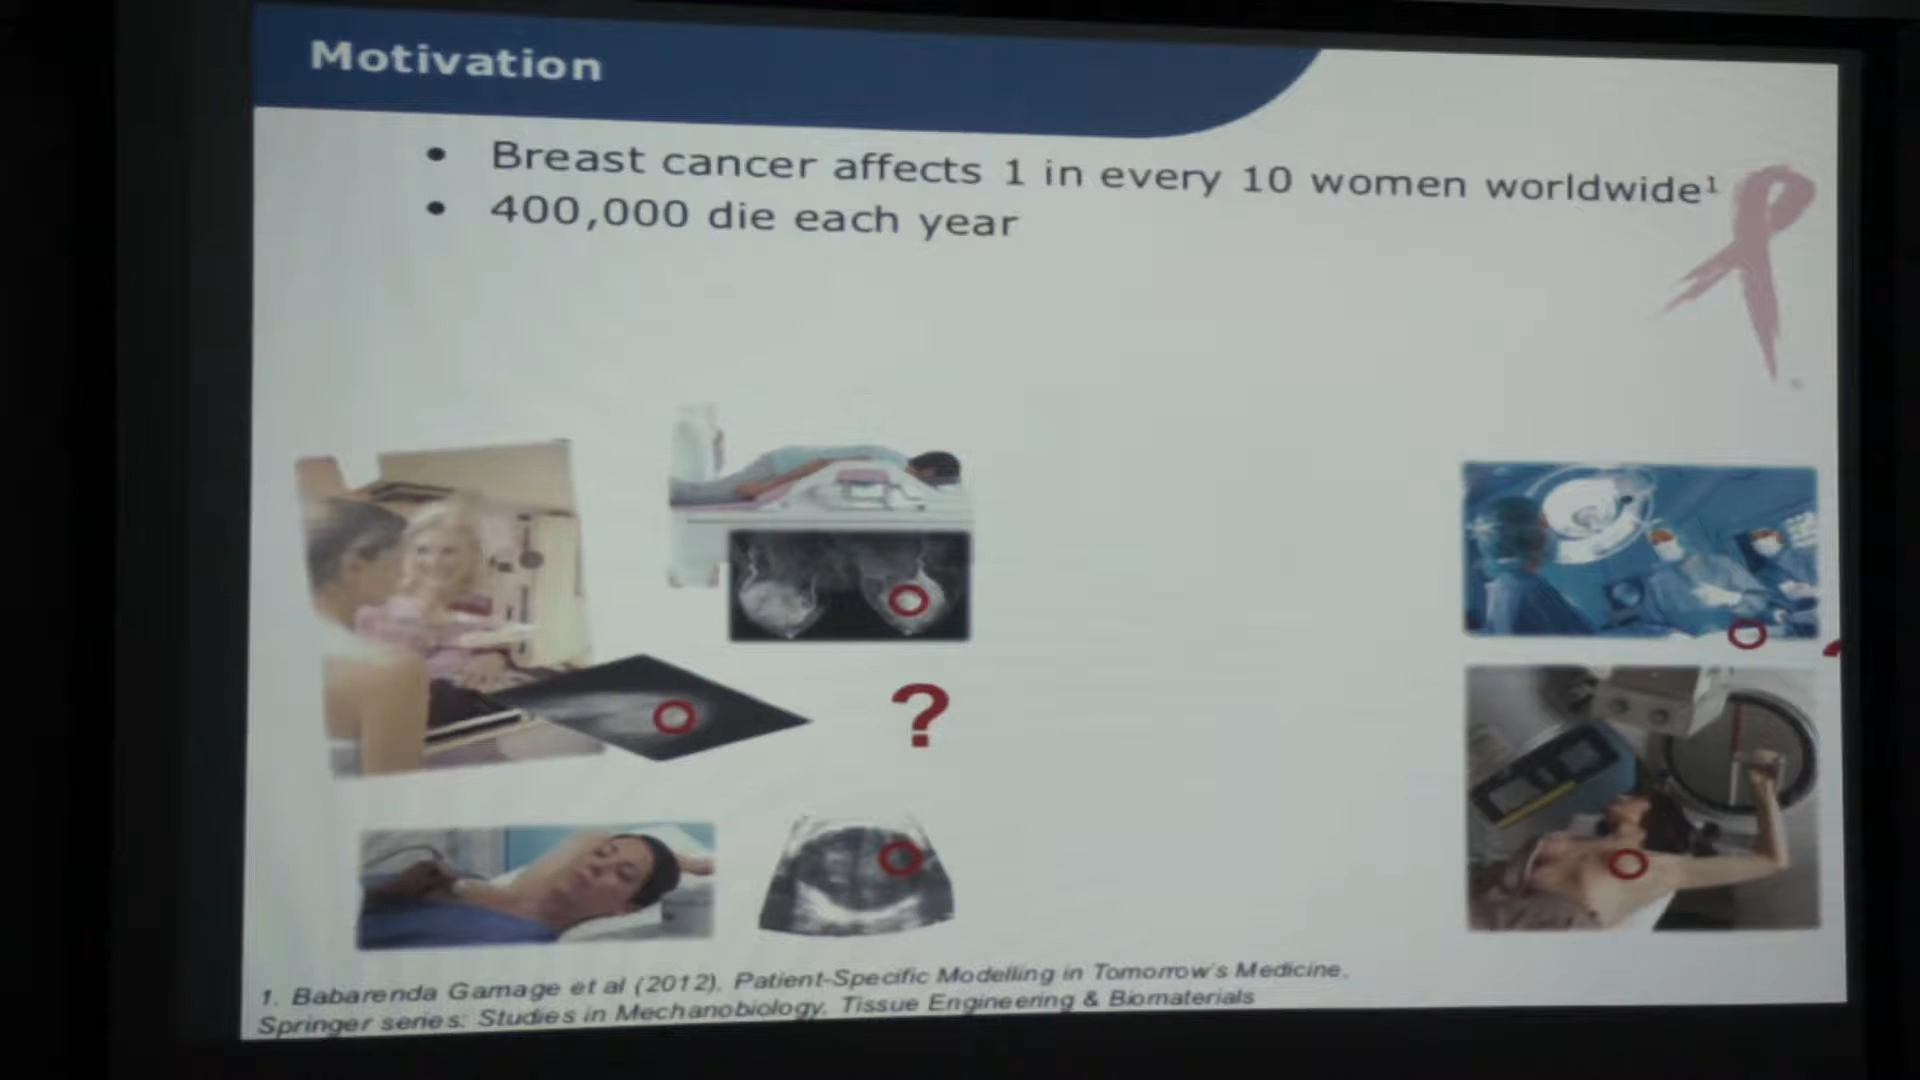 Motivation
• Breast cancer affects 1 in every 10 women worldwide¹
• 400,000 die each year
?
1. Babarenda Gamage et al (2012). Patient-Specific Modelling in Tomorrow's Medicine.
Springer series: Studies in Mechanobiology, Tissue Engineering & Biomaterials